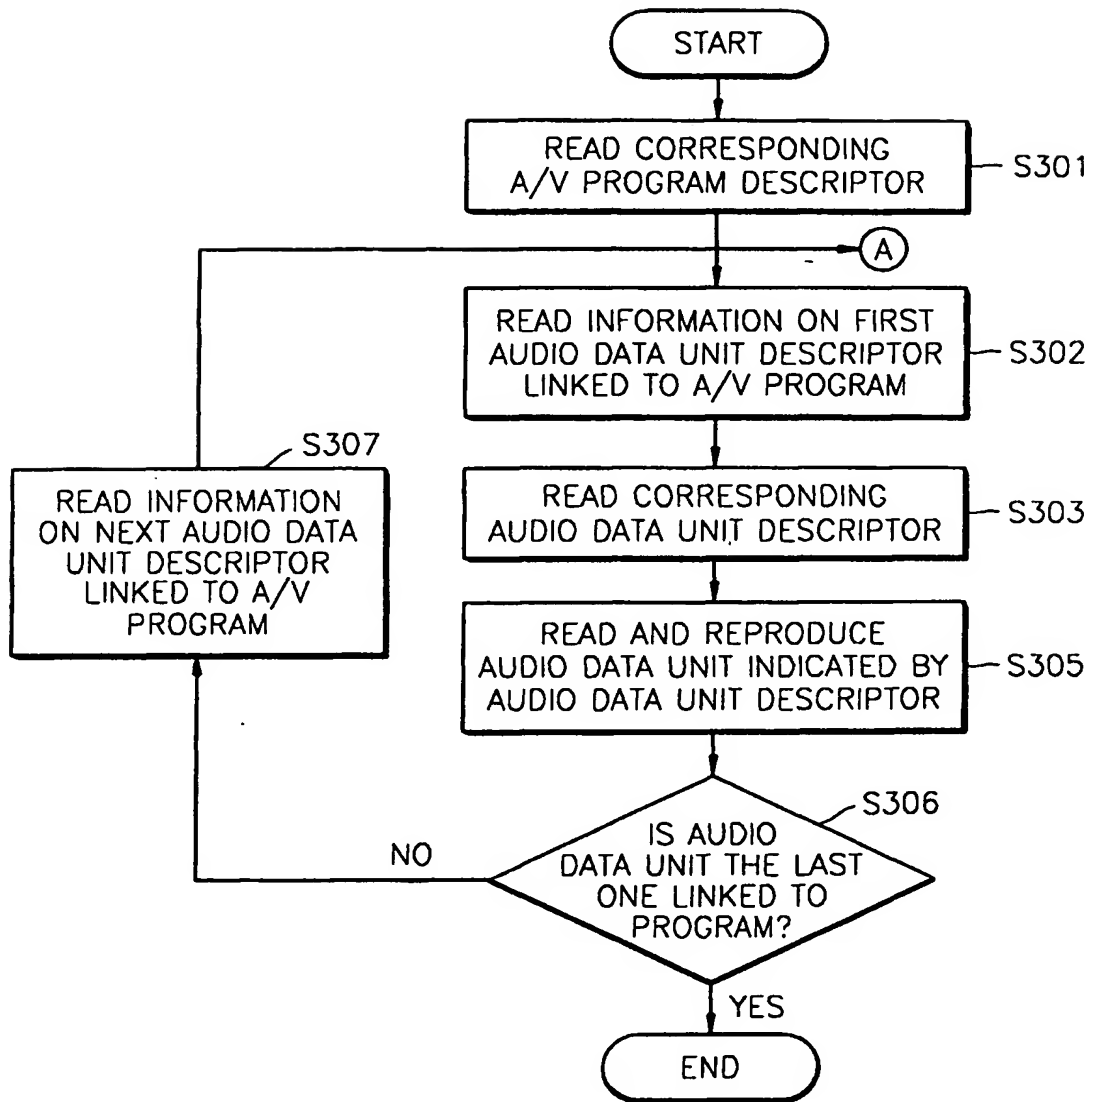 START
READ CORRESPONDING
A/V PROGRAM DESCRIPTOR
S301
A
READ INFORMATION ON FIRST
AUDIO DATA UNIT DESCRIPTOR
LINKED TO A/V PROGRAM
S302
S307
READ INFORMATION
ON NEXT AUDIO DATA
UNIT DESCRIPTOR
LINKED TO A/V
PROGRAM
READ CORRESPONDING
AUDIO DATA UNIT DESCRIPTOR
S303
READ AND REPRODUCE
AUDIO DATA UNIT INDICATED BY
AUDIO DATA UNIT DESCRIPTOR
S305
S306
IS AUDIO
DATA UNIT THE LAST
ONE LINKED TO
PROGRAM?
NO
YES
END